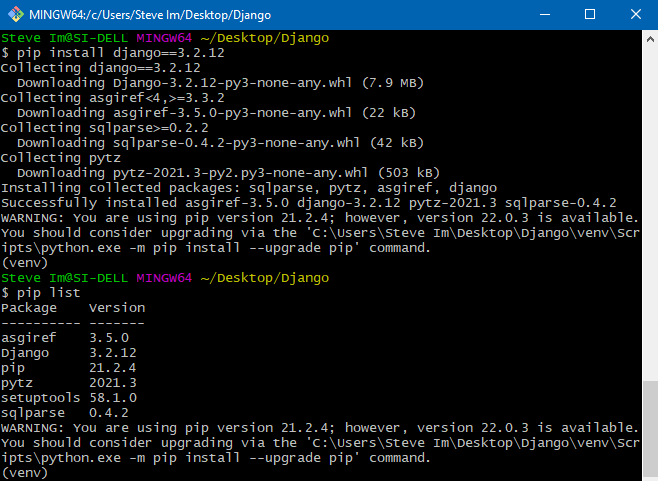 MINGW64:/c/Users/Steve Im/Desktop/Django
Steve Im@SI-DELL MINGW64 ~/Desktop/Django
$ pip install django==3.2.12
Collecting django==3.2.12
  Downloading Django-3.2.12-py3-none-any.whl (7.9 MB)
Collecting asgiref<4,>=3.3.2
  Downloading asgiref-3.5.0-py3-none-any.whl (22 kB)
Collecting sqlparse>=0.2.2
  Downloading sqlparse-0.4.2-py3-none-any.whl (42 kB)
Collecting pytz
  Downloading pytz-2021.3-py2.py3-none-any.whl (503 kB)
Installing collected packages: sqlparse, pytz, asgiref, django
Successfully installed asgiref-3.5.0 django-3.2.12 pytz-2021.3 sqlparse-0.4.2
WARNING: You are using pip version 21.2.4; however, version 22.0.3 is available.
You should consider upgrading via the 'C:\Users\Steve Im\Desktop\Django\venv\Scr
ipts\python.exe -m pip install --upgrade pip' command.
(venv)
Steve Im@SI-DELL MINGW64 ~/Desktop/Django
$ pip list
Package    Version
---------- -------
asgiref    3.5.0
Django     3.2.12
pip        21.2.4
pytz       2021.3
setuptools 58.1.0
sqlparse   0.4.2
WARNING: You are using pip version 21.2.4; however, version 22.0.3 is available.
You should consider upgrading via the 'C:\Users\Steve Im\Desktop\Django\venv\Scr
ipts\python.exe -m pip install --upgrade pip' command.
(venv)